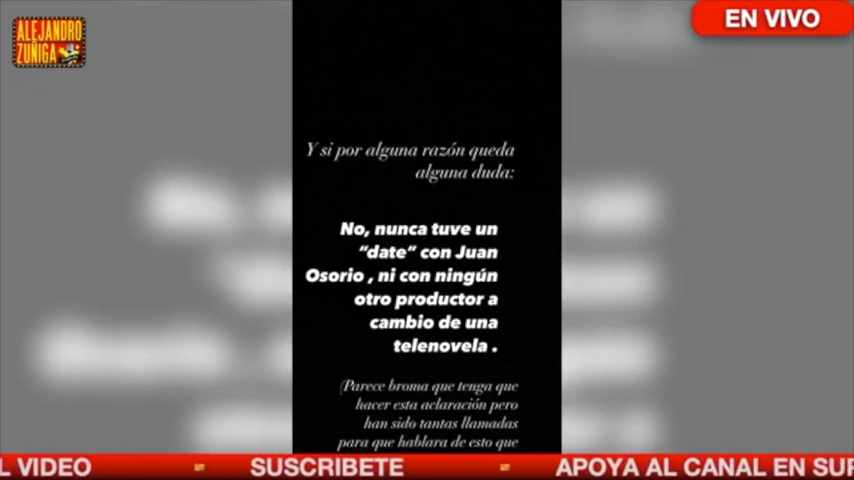 ALEJANDRO
ZUÑIGA
EN VIVO
Y si por alguna razón queda
alguna duda:
No, nunca tuve un
"date" con Juan
Osorio , ni con ningún
otro productor a
cambio de una
telenovela .
(Parece broma que tenga que
hacer esta aclaración pero
han sido tantas llamadas
para que hablara de esto que
L VIDEO SUSCRIBETE APOYA AL CANAL EN SUP